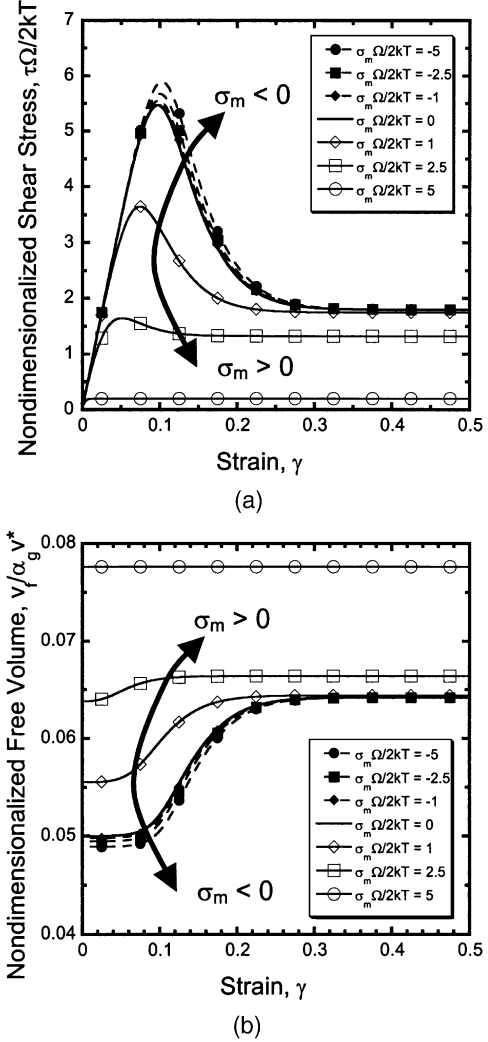 Nondimensionalized Shear Stress, τΩ/2kT
7
6
5
4
3
2
1
0
σm < 0
σm > 0
σmΩ/2kT = -5
σmΩ/2kT = -2.5
σmΩ/2kT = -1
σmΩ/2kT = 0
σmΩ/2kT = 1
σmΩ/2kT = 2.5
σmΩ/2kT = 5
0 0.1 0.2 0.3 0.4 0.5
Strain, γ
(a)
Nondimensionalized Free Volume, vf/αg v*
0.08
0.07
0.06
0.05
0.04
σm > 0
σm < 0
σmΩ/2kT = -5
σmΩ/2kT = -2.5
σmΩ/2kT = -1
σmΩ/2kT = 0
σmΩ/2kT = 1
σmΩ/2kT = 2.5
σmΩ/2kT = 5
0 0.1 0.2 0.3 0.4 0.5
Strain, γ
(b)